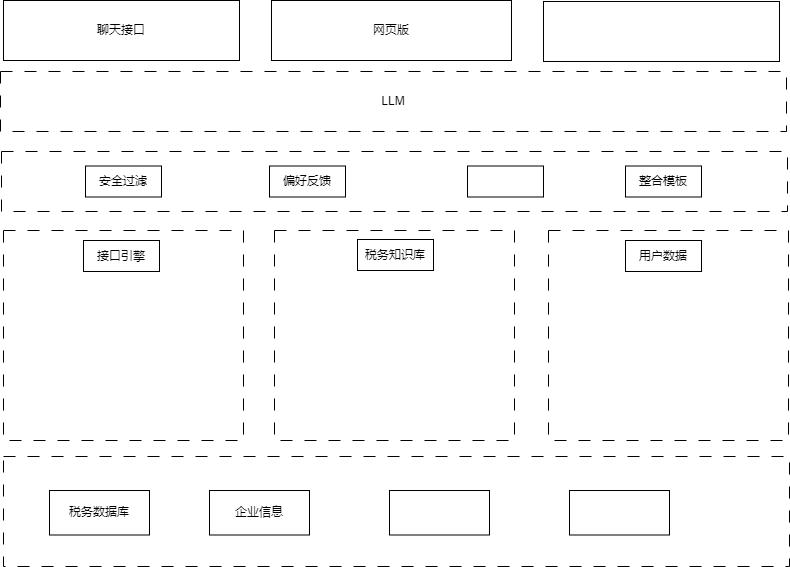 聊天接口
网页版
LLM
安全过滤
偏好反馈
整合模板
接口引擎
税务知识库
用户数据
税务数据库
企业信息